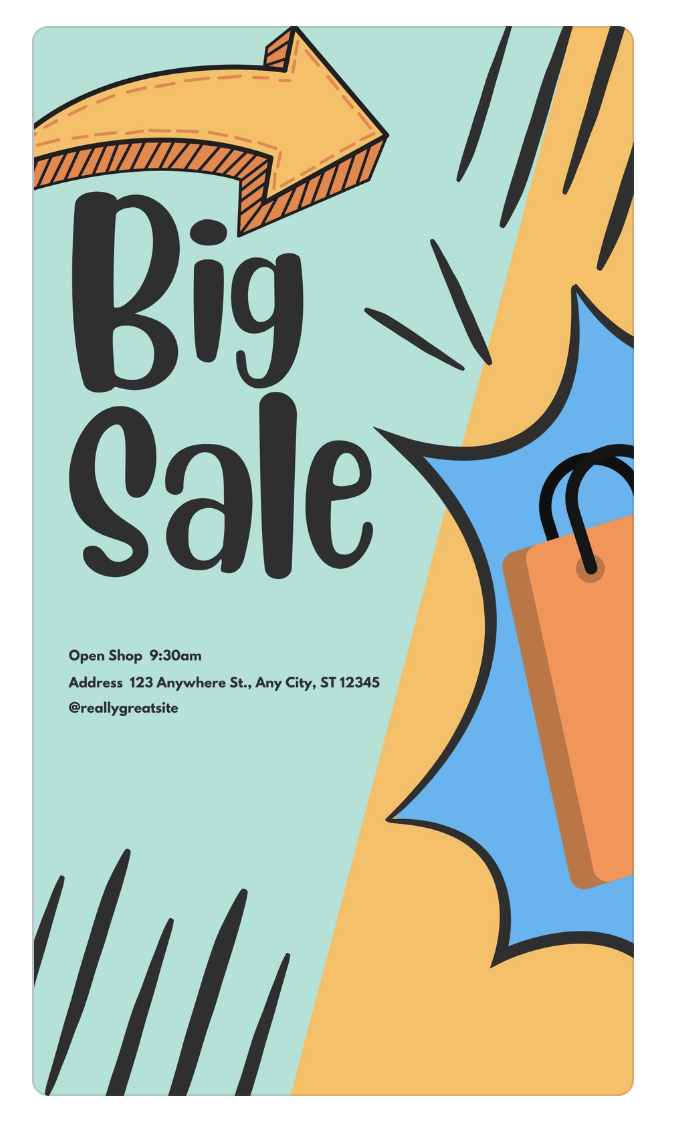 Big
Sale
Open Shop 9:30am
Address 123 Anywhere St., Any City, ST 12345
@reallygreatsite